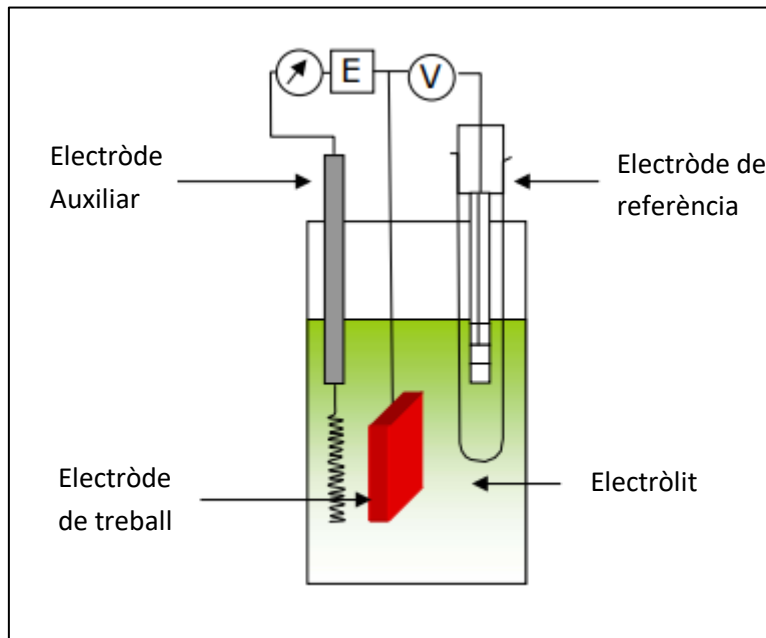 E
V
Electròde
Auxiliar
Electròde de
referència
Electròde
de treball
Electròlit